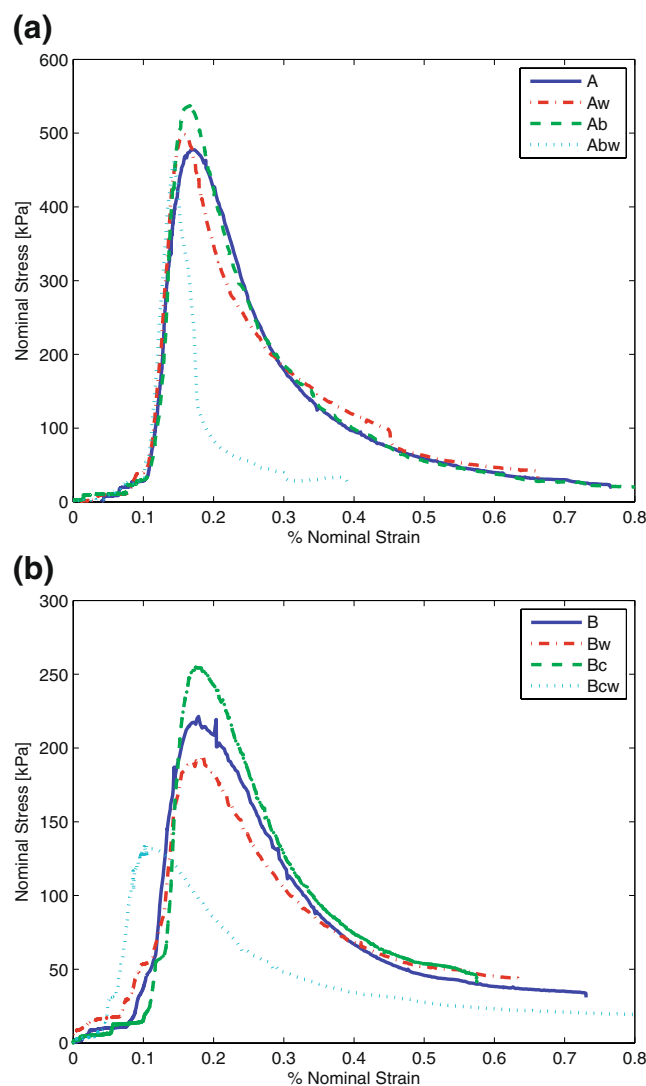 (a)
600
500
400
300
200
100
0
Nominal Stress [kPa]
A
Aw
Ab
Abw
0 0.1 0.2 0.3 0.4 0.5 0.6 0.7 0.8
% Nominal Strain
(b)
300
250
200
150
100
50
0
Nominal Stress [kPa]
B
Bw
Bc
Bcw
0 0.1 0.2 0.3 0.4 0.5 0.6 0.7 0.8
% Nominal Strain